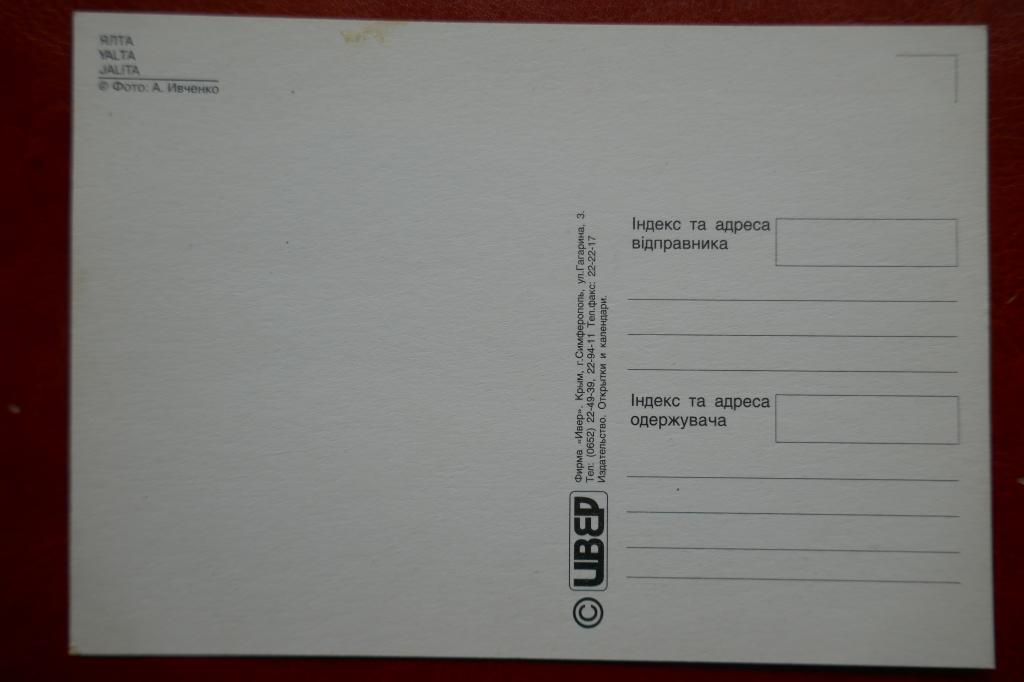 ЯЛТА
YALTA
JALITA
© Фото: А. Ивченко
Індекс та адреса
відправника
Індекс та адреса
одержувача
Фирма «Ивер». Крым, г.Симферополь, ул.Гагарина, 3.
Тел: (0652) 22-49-39, 22-94-11 Тел.факс: 22-22-17
Издательство. Открытки и календари.
© ИВЕР